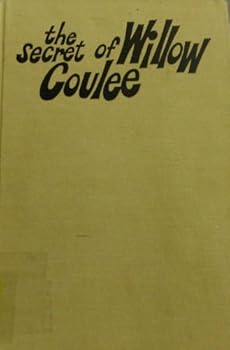 the
secret of Willow
Coulee